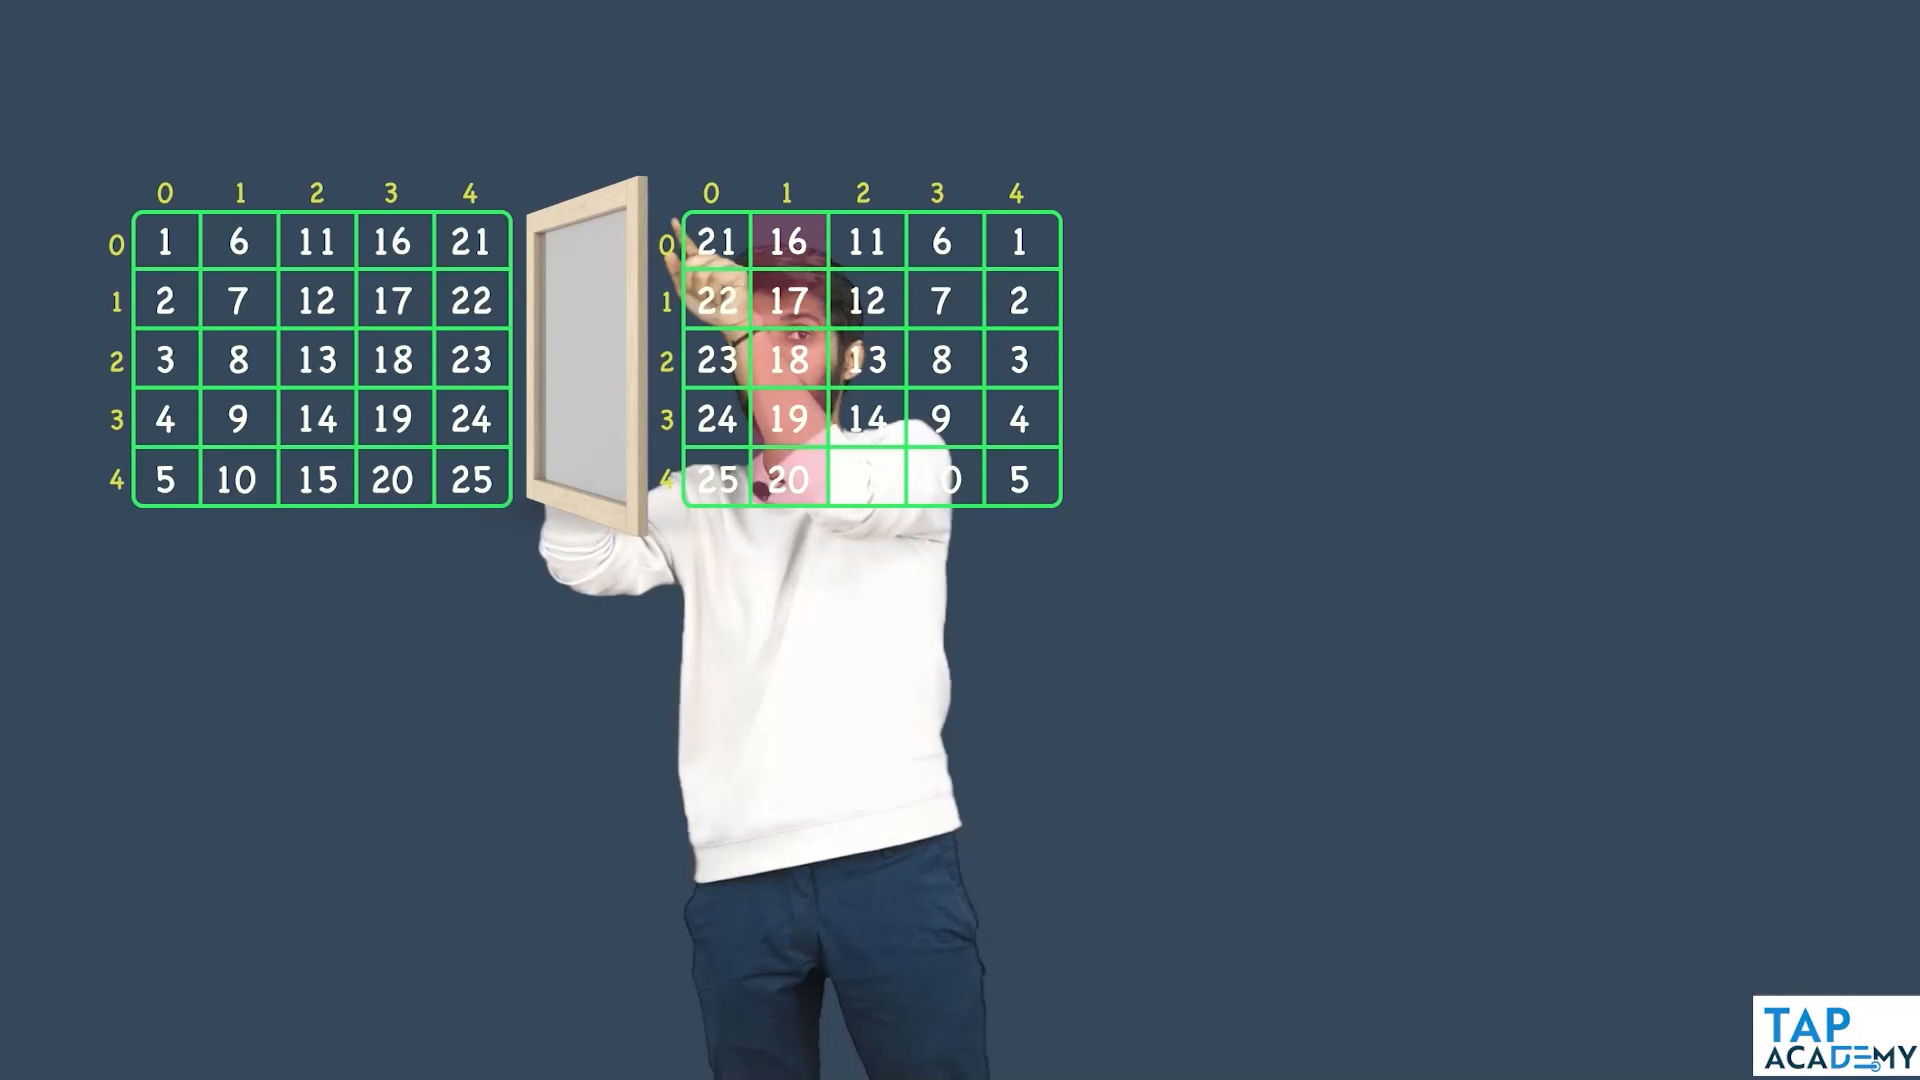 0 1 2 3 4
0 1 6 11 16 21
1 2 7 12 17 22
2 3 8 13 18 23
3 4 9 14 19 24
4 5 10 15 20 25
0 1 2 3 4
0 21 16 11 6 1
1 22 17 12 7 2
2 23 18 13 8 3
3 24 19 14 9 4
4 25 20 10 5
TAP
ACADEMY